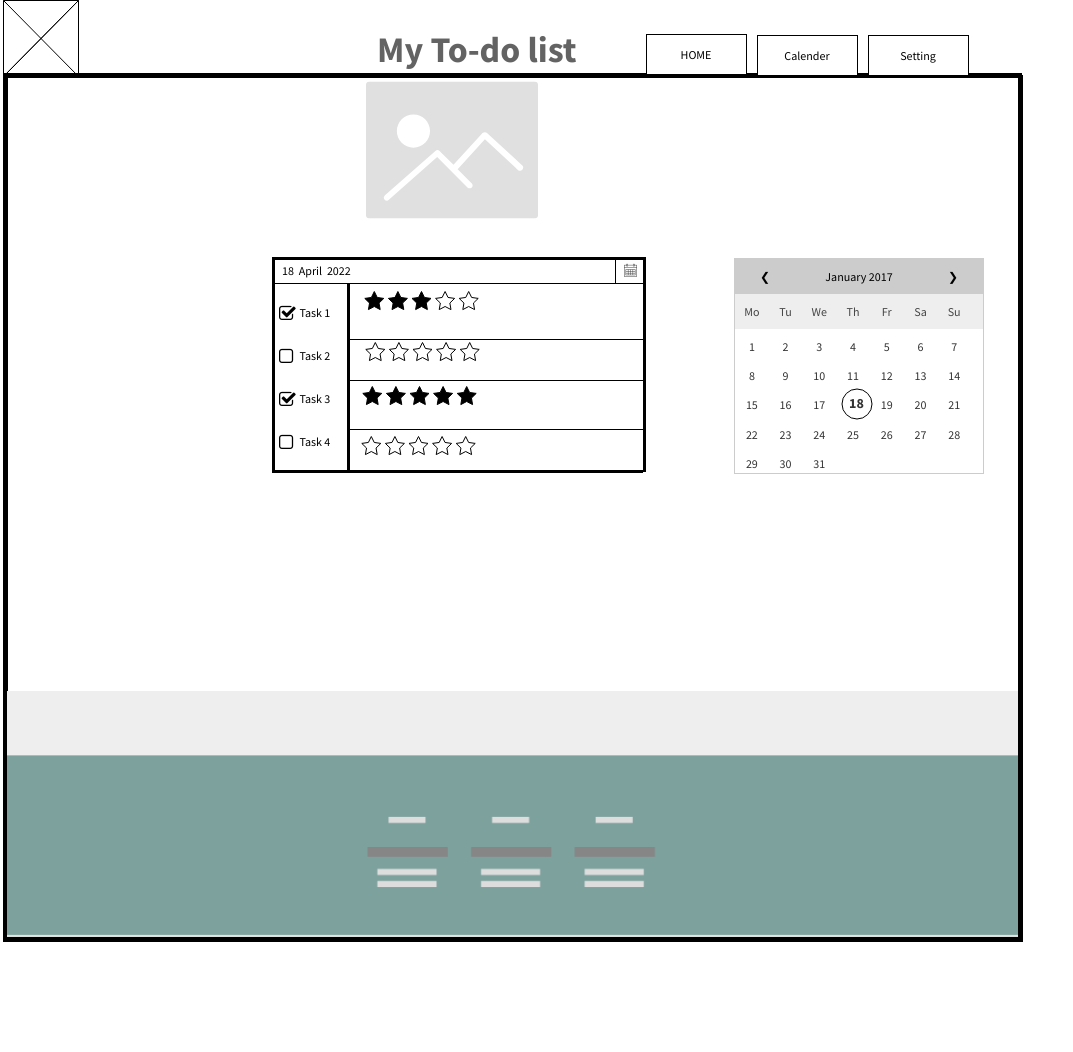 My To-do list
HOME
Calender
Setting
18 April 2022
Task 1
Task 2
Task 3
Task 4
❮ January 2017 ❯
Mo Tu We Th Fr Sa Su
1 2 3 4 5 6 7
8 9 10 11 12 13 14
15 16 17 18 19 20 21
22 23 24 25 26 27 28
29 30 31